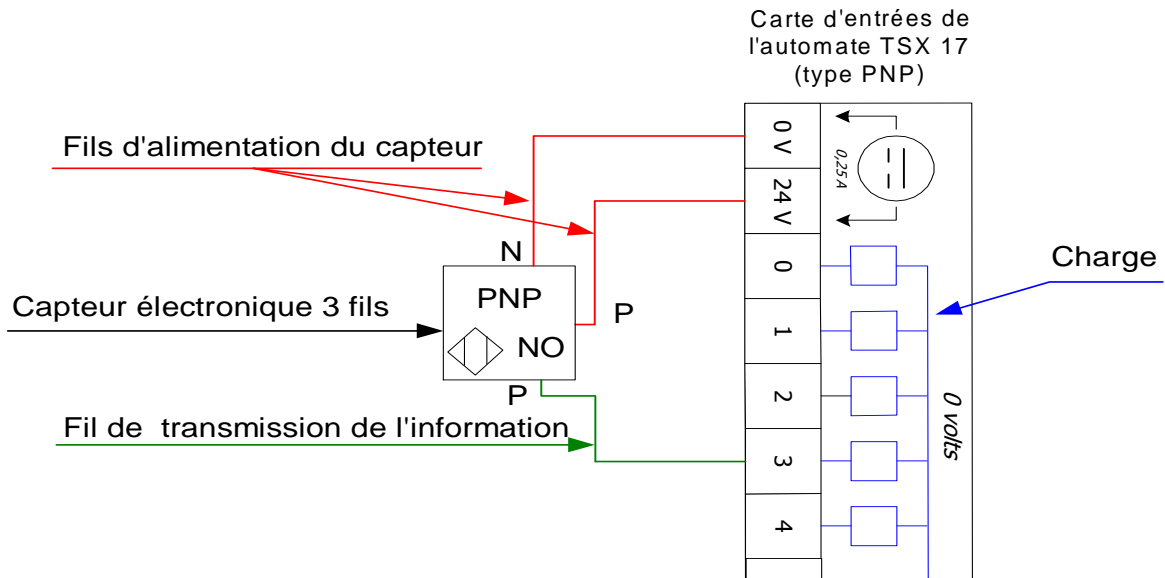 Carte d'entrées de
l'automate TSX 17
(type PNP)
Fils d'alimentation du capteur
0 V
0,25 A
24 V
N
0
Charge
PNP
Capteur électronique 3 fils
P
1
NO
P
2
Fil de transmission de l'information
0 volts
3
4